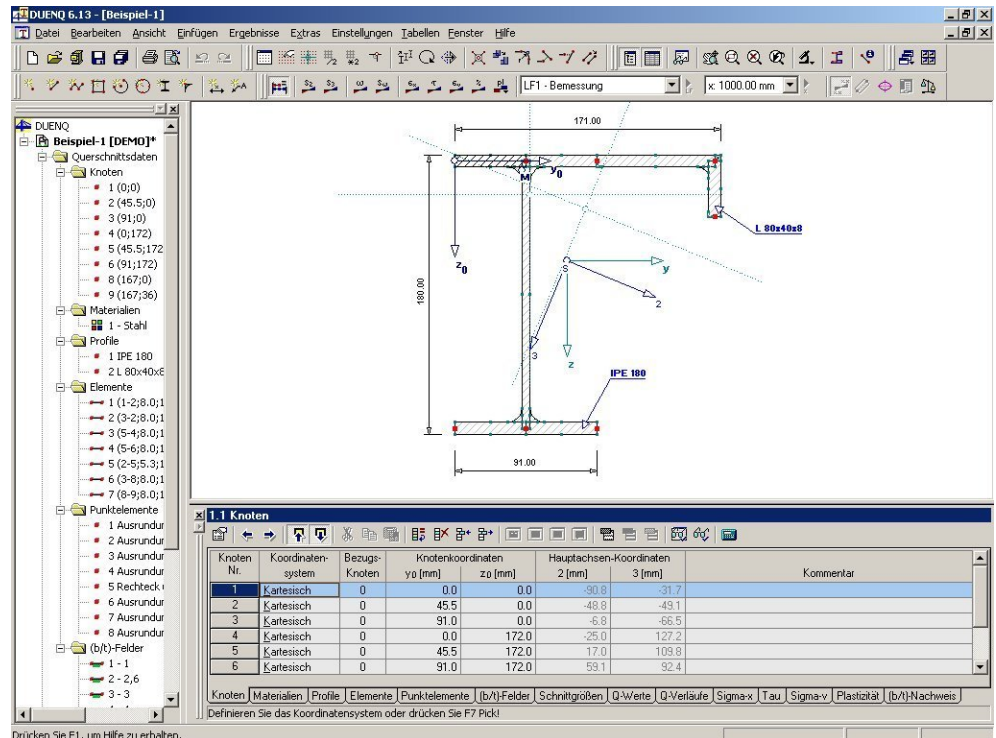 DUENQ 6.13 - [Beispiel-1]
Datei Bearbeiten Ansicht Einfügen Ergebnisse Extras Einstellungen Tabellen Fenster Hilfe
LF1 - Bemessung
x: 1000.00 mm
DUENQ
Beispiel-1 [DEMO]*
Querschnittsdaten
Knoten
1 (0;0)
2 (45.5;0)
3 (91;0)
4 (0;172)
5 (45.5;172
6 (91;172)
8 (167;0)
9 (167;36)
Materialien
1 - Stahl
Profile
1 IPE 180
2 L 80x40x8
Elemente
1 (1-2;8.0;1
2 (3-2;8.0;1
3 (5-4;8.0;1
4 (5-6;8.0;1
5 (2-5;5.3;1
6 (3-8;8.0;1
7 (8-9;8.0;1
Punktelemente
1 Ausrundur
2 Ausrundur
3 Ausrundur
4 Ausrundur
5 Rechteck
6 Ausrundur
7 Ausrundur
8 Ausrundur
(b/t)-Felder
1 - 1
2 - 2,6
3 - 3
171.00
y0
M
z0
L 80x40x8
180.00
S
y
2
3
z
IPE 180
91.00
1.1 Knoten
Knoten Koordinaten- Bezugs- Knotenkoordinaten Hauptachsen-Koordinaten
Nr. system Knoten y0 [mm] z0 [mm] 2 [mm] 3 [mm] Kommentar
1 Kartesisch 0 0.0 0.0 -90.8 -31.7
2 Kartesisch 0 45.5 0.0 -48.8 -49.1
3 Kartesisch 0 91.0 0.0 -6.8 -66.5
4 Kartesisch 0 0.0 172.0 -25.0 127.2
5 Kartesisch 0 45.5 172.0 17.0 109.8
6 Kartesisch 0 91.0 172.0 59.1 92.4
Knoten Materialien Profile Elemente Punktelemente (b/t)-Felder Schnittgrößen Q-Werte Q-Verläufe Sigma-x Tau Sigma-v Plastizität (b/t)-Nachweis
Definieren Sie das Koordinatensystem oder drücken Sie F7 Pick!
Drücken Sie F1, um Hilfe zu erhalten.